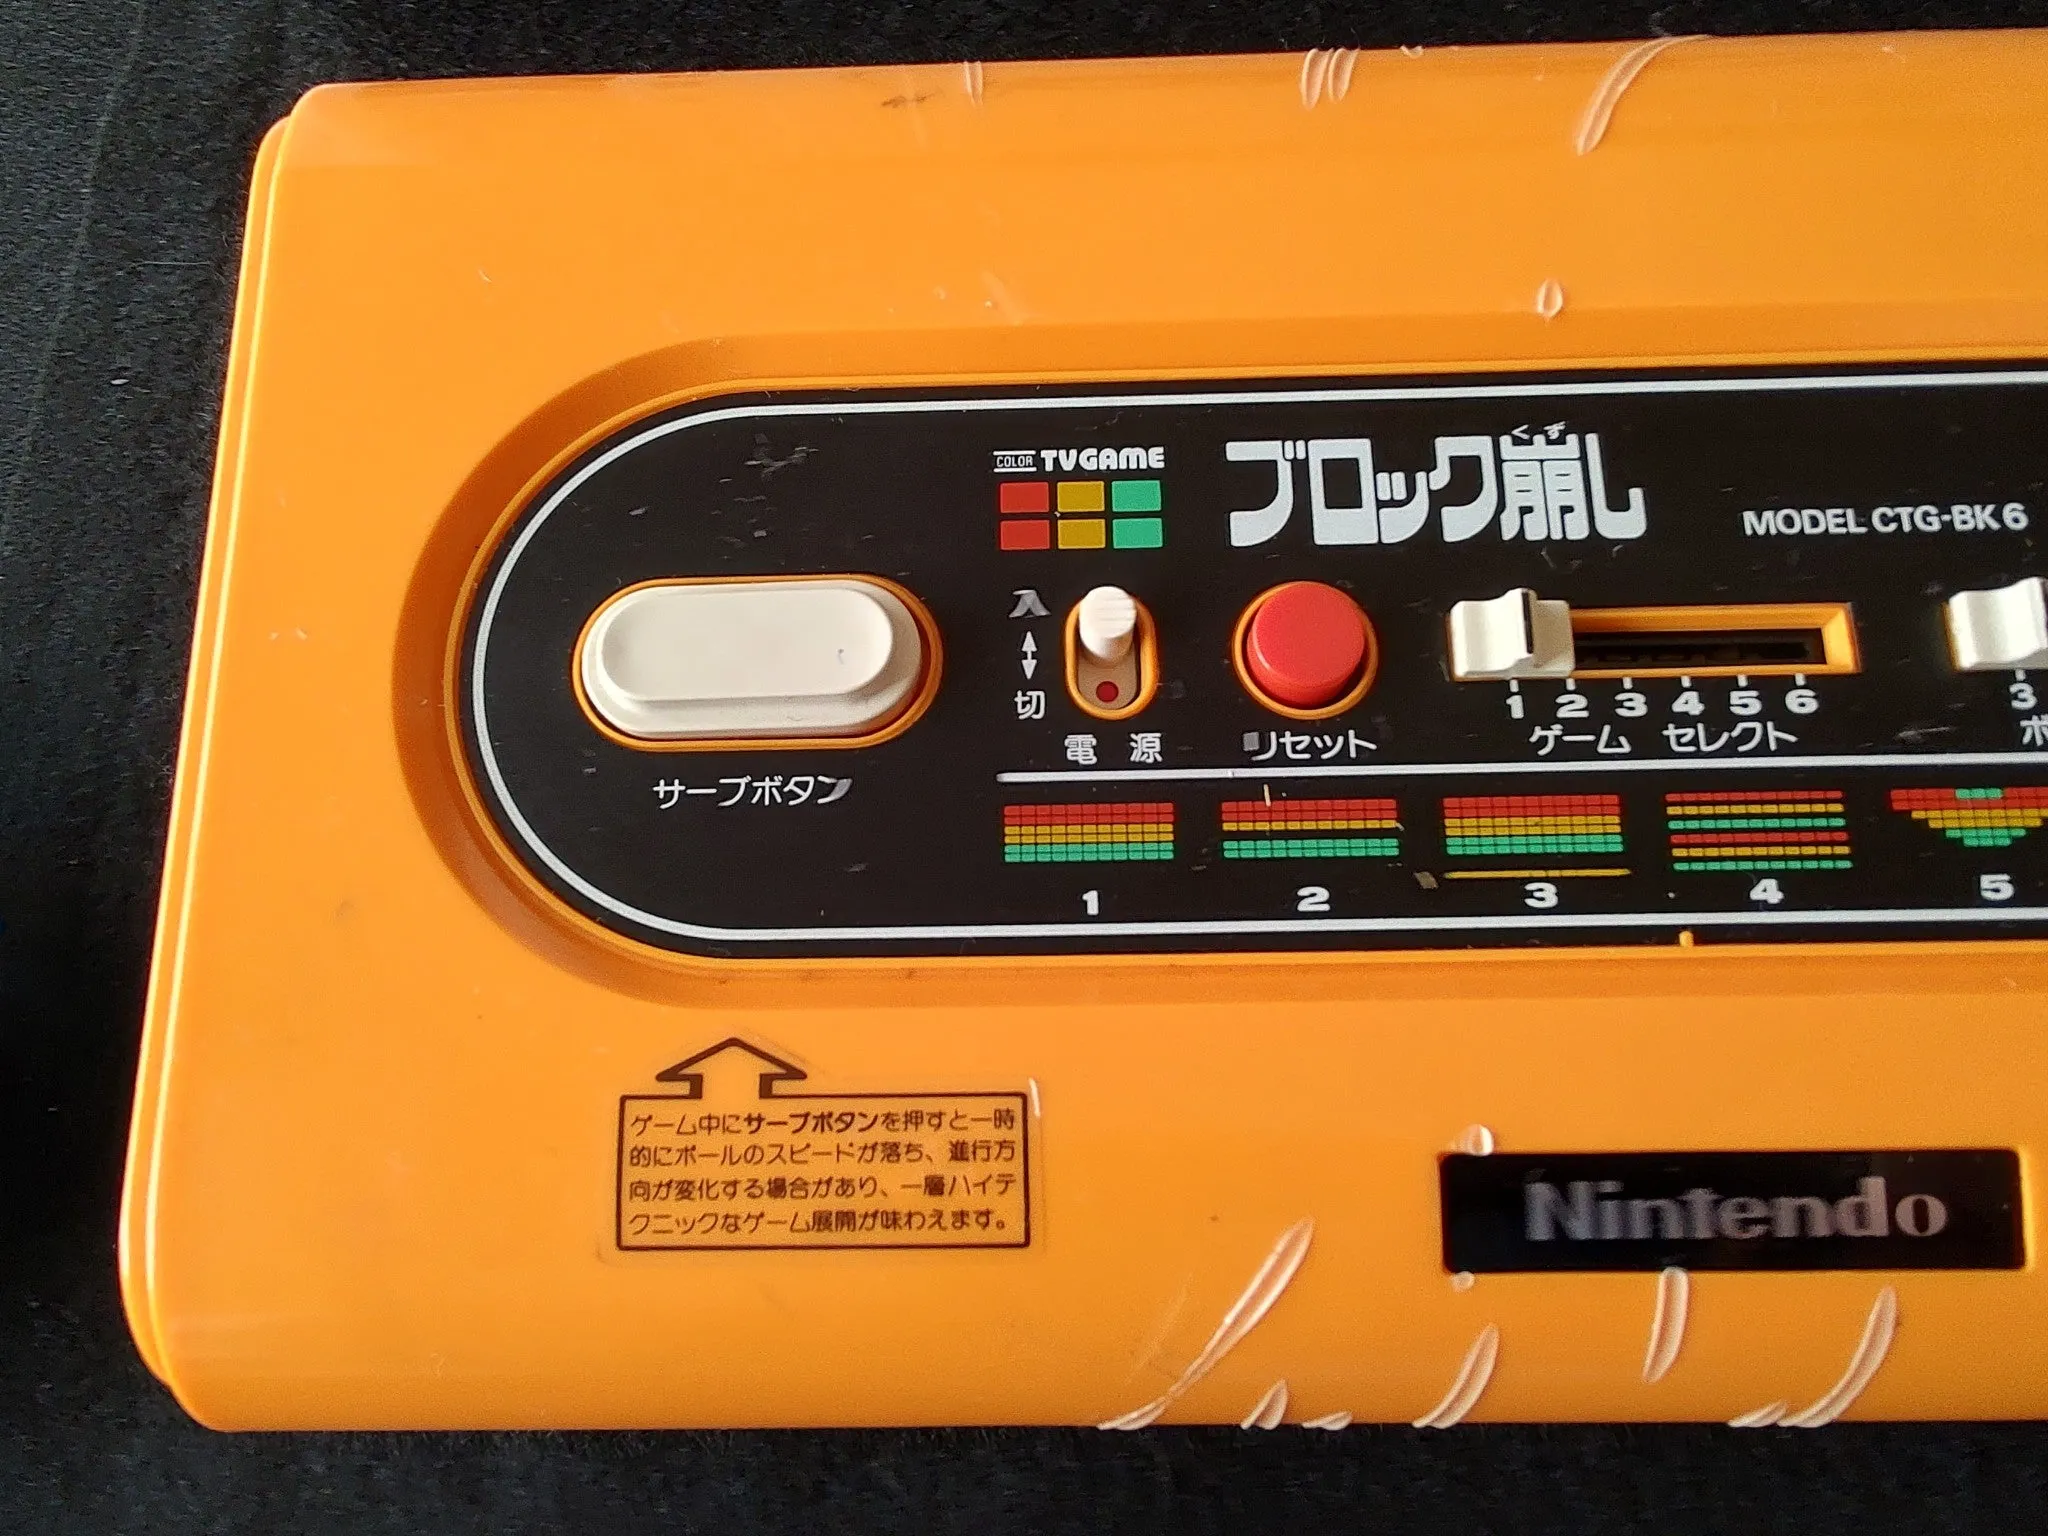 COLOR TVGAME
くず
ブロック崩し
MODEL CTG-BK6
入
切
電源
リセット
1 2 3 4 5 6
ゲーム セレクト
3
サーブボタン
1 2 3 4 5
ゲーム中にサーブボタンを押すと一時
的にボールのスピードが落ち、進行方
向が変化する場合があり、一層ハイテ
クニックなゲーム展開が味わえます。
Nintendo